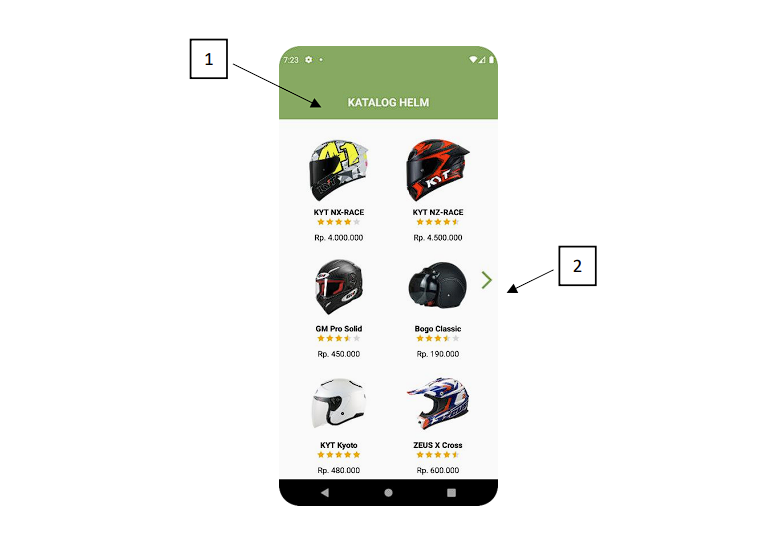 1
7:23
KATALOG HELM
KYT NX-RACE
KYT NZ-RACE
Rp. 4.000.000
Rp. 4.500.000
2
GM Pro Solid
Bogo Classic
Rp. 450.000
Rp. 190.000
KYT Kyoto
ZEUS X Cross
Rp. 480.000
Rp. 600.000